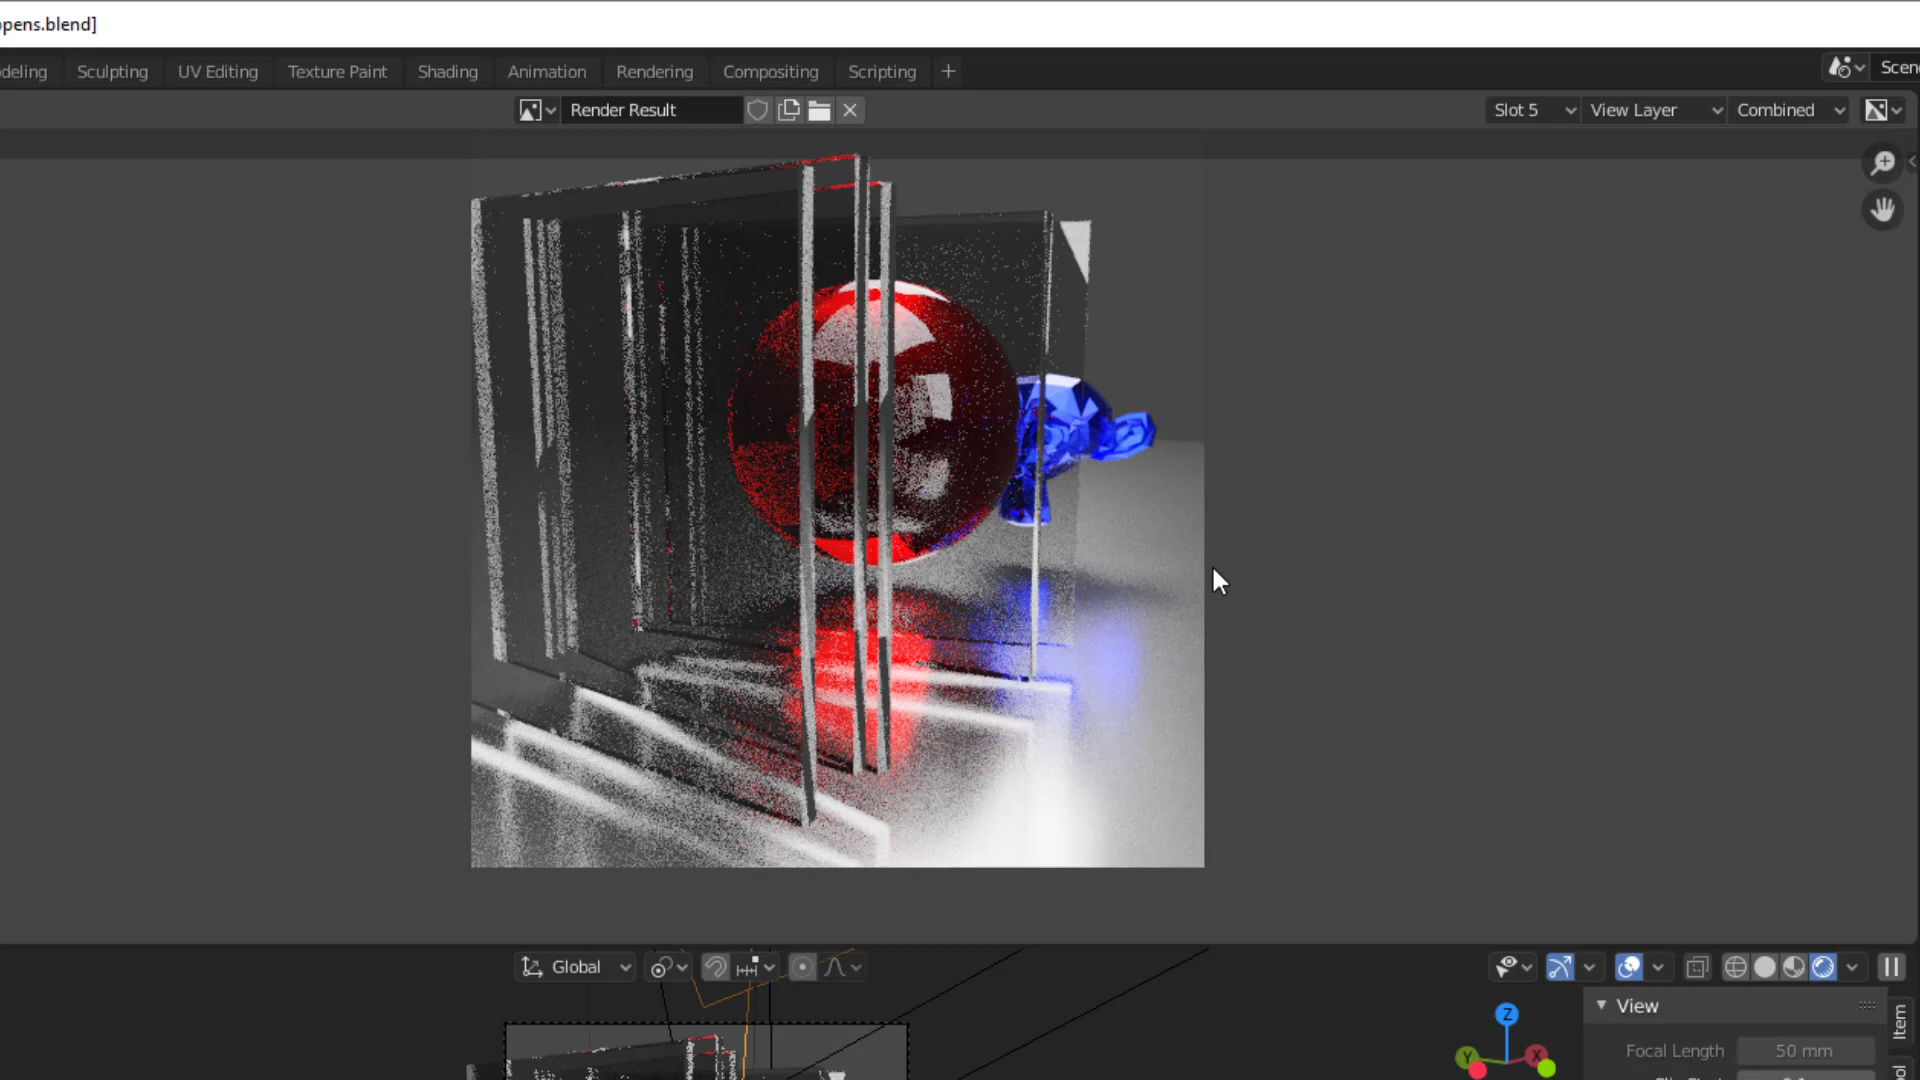 opens.blend]
deling Sculpting UV Editing Texture Paint Shading Animation Rendering Compositing Scripting + Scen
Render Result Slot 5 View Layer Combined
Global
View
Focal Length 50 mm
Item
Z
Y X